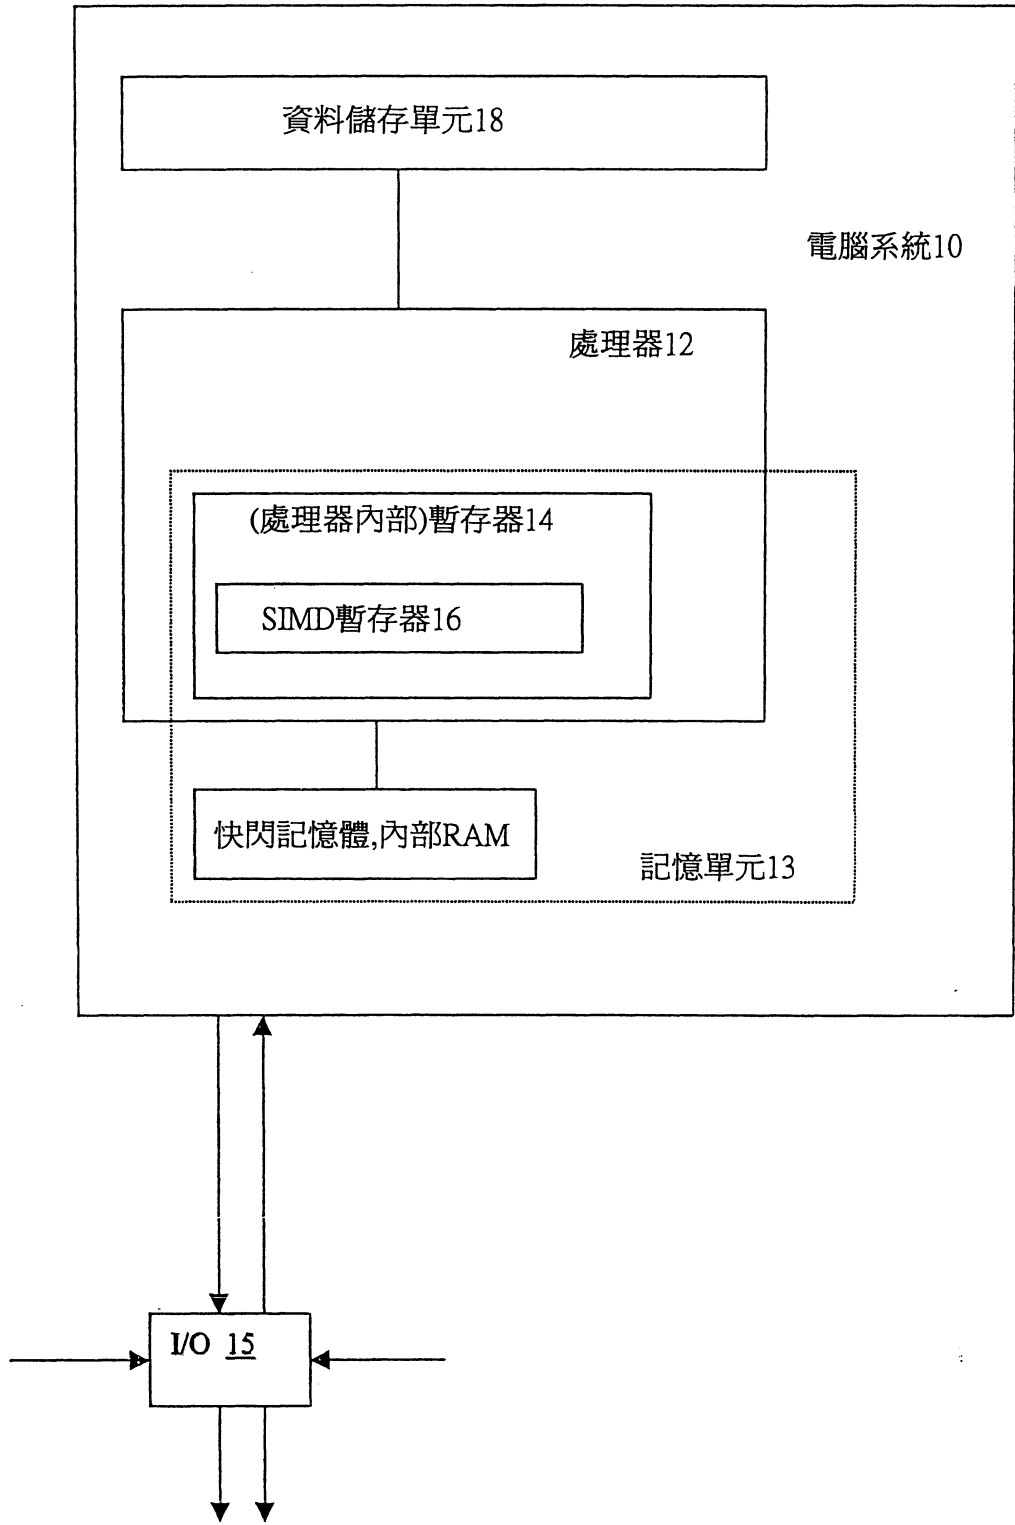 資料儲存單元18
電腦系統10
處理器12
(處理器內部)暫存器14
SIMD暫存器16
快閃記憶體,內部RAM
記憶單元13
I/O 15